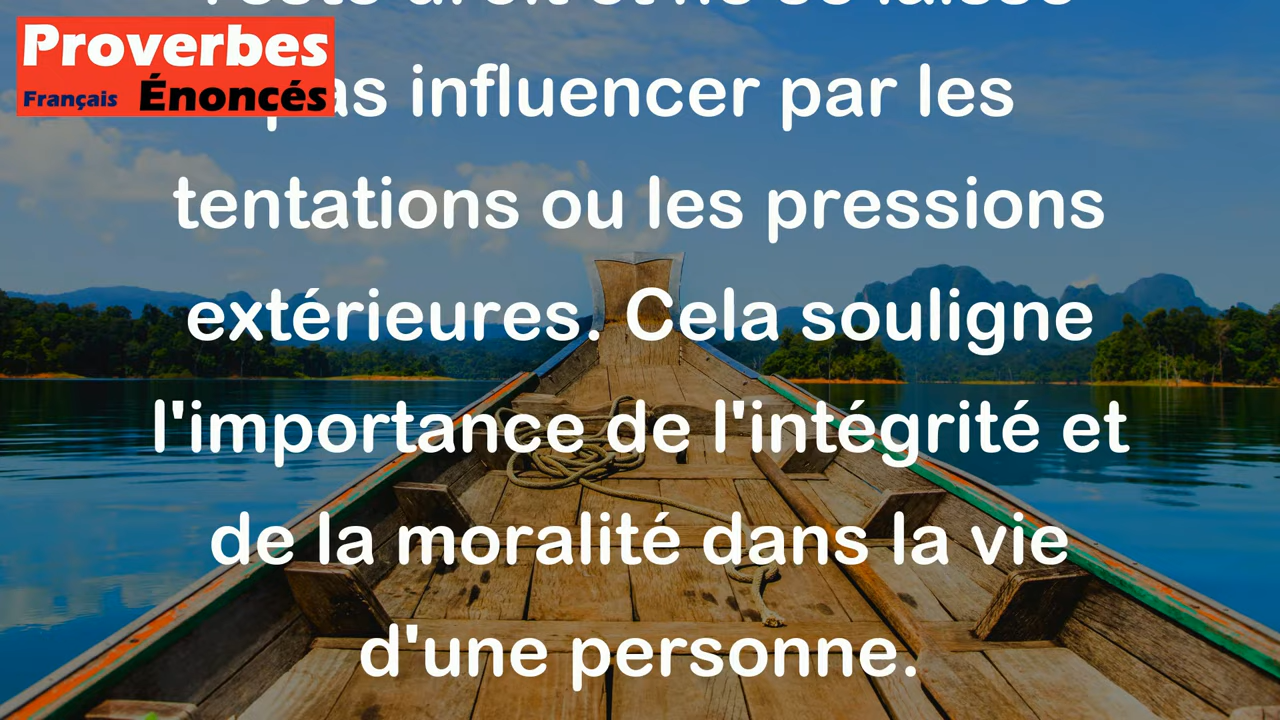 Proverbes
Français Énoncés
reste droit et ne se laisse
pas influencer par les
tentations ou les pressions
extérieures. Cela souligne
l'importance de l'intégrité et
de la moralité dans la vie
d'une personne.